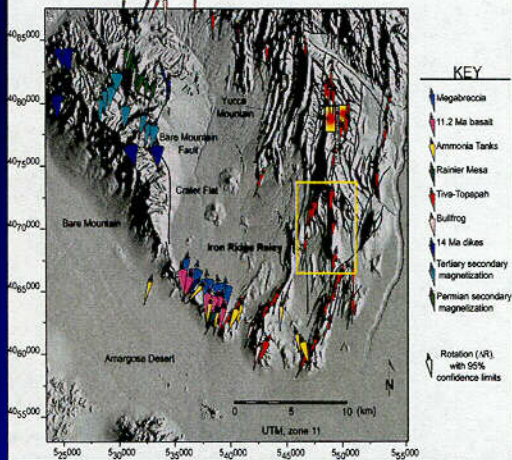 4085000
4080000
4075000
4070000
4065000
4060000
4055000
Yucca
Mountain
Bare Mountain
Fault
Crater Flat
Bare Mountain
Iron Ridge
Amargosa Desert
N
0 5 10 (km)
UTM, zone 11
525000 530000 535000 540000 545000 550000 555000
KEY
Megabreccia
11.2 Ma basalt
Ammonia Tanks
Rainier Mesa
Tiva-Topapah
Bullfrog
14 Ma dikes
Tertiary secondary
magnetization
Permian secondary
magnetization
Rotation (ΔR),
with 95%
confidence limits